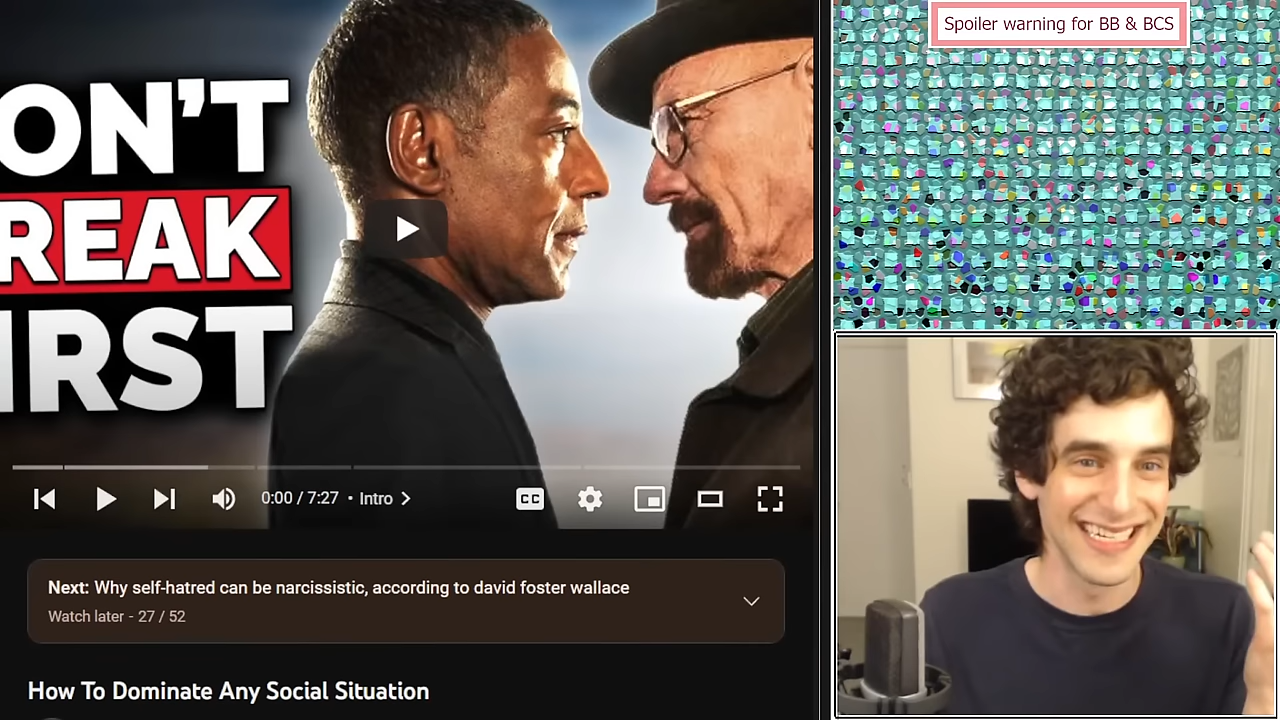 ON'T
REAK
IRST
Spoiler warning for BB & BCS
0:00 / 7:27 • Intro
CC
Next: Why self-hatred can be narcissistic, according to david foster wallace
Watch later - 27 / 52
How To Dominate Any Social Situation